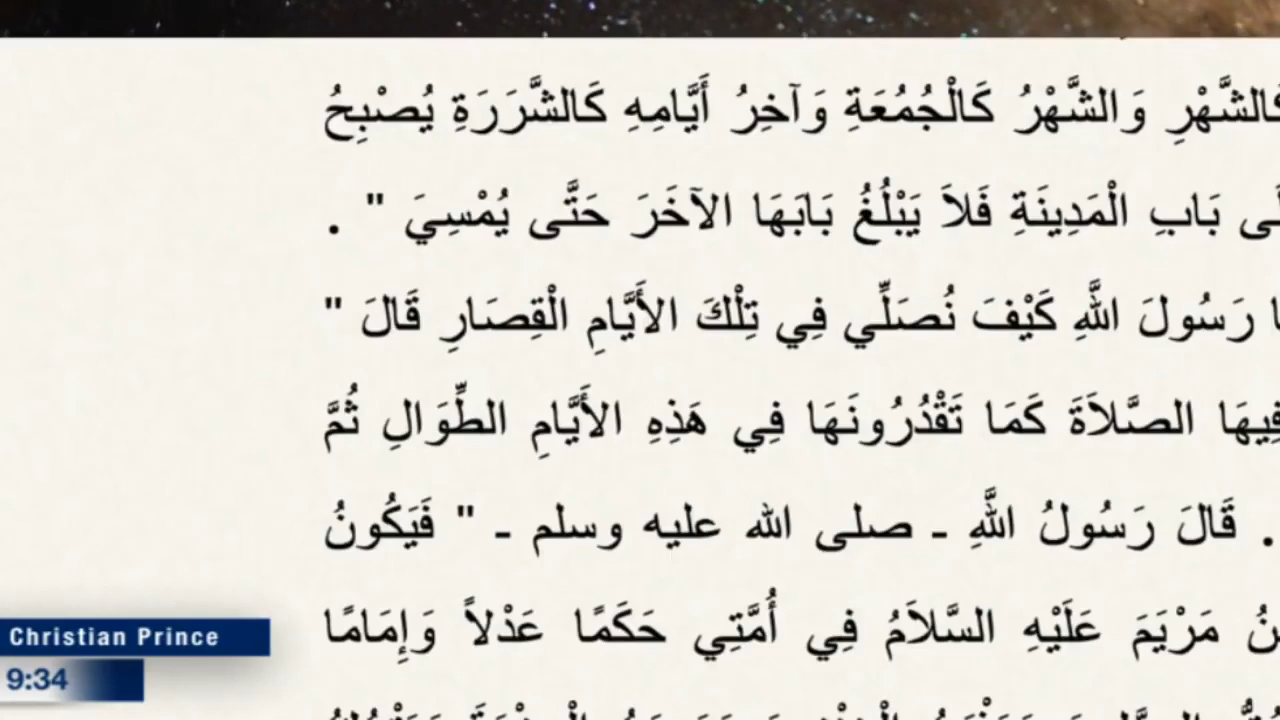 كَالشَّهْرِ وَالشَّهْرُ كَالْجُمُعَةِ وَآخِرُ أَيَّامِهِ كَالشَّرَرَةِ يُصْبِحُ
بَابِ الْمَدِينَةِ فَلاَ يَبْلُغُ بَابَهَا الآخَرَ حَتَّى يُمْسِيَ " .
رَسُولَ اللَّهِ كَيْفَ نُصَلِّي فِي تِلْكَ الأَيَّامِ الْقِصَارِ قَالَ "
فِيهَا الصَّلاَةَ كَمَا تَقْدُرُونَهَا فِي هَذِهِ الأَيَّامِ الطِّوَالِ ثُمَّ
. قَالَ رَسُولُ اللَّهِ ـ صلى الله عليه وسلم ـ " فَيَكُونُ
مَرْيَمَ عَلَيْهِ السَّلاَمُ فِي أُمَّتِي حَكَمًا عَدْلاً وَإِمَامًا
Christian Prince
9:34